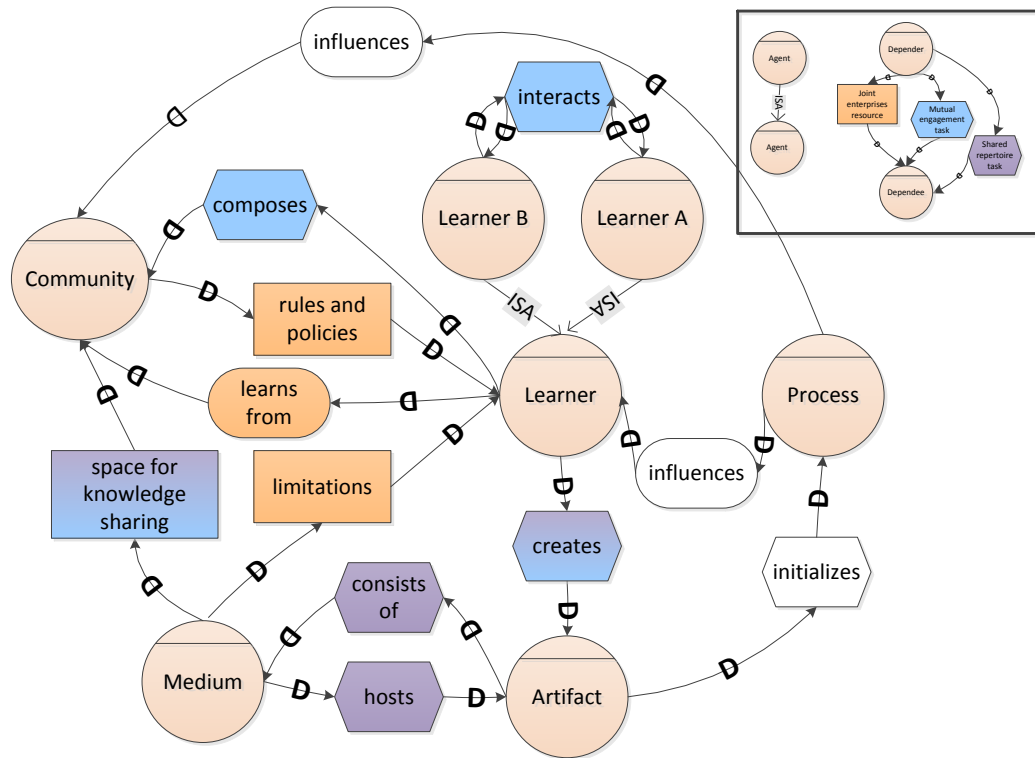 influences
D
interacts
D
D
D
D
Learner B
Learner A
ISA
ISA
composes
D
D
Community
D
rules and
policies
D
learns
from
D
D
Learner
Process
D
influences
D
space for
knowledge
sharing
D
D
limitations
D
D
D
creates
D
initializes
D
D
consists
of
D
D
Medium
D
hosts
D
Artifact
D
Agent
ISA
Agent
Depender
D
D
D
Joint
enterprises
resource
Mutual
engagement
task
Shared
repertoire
task
D
D
D
Dependee